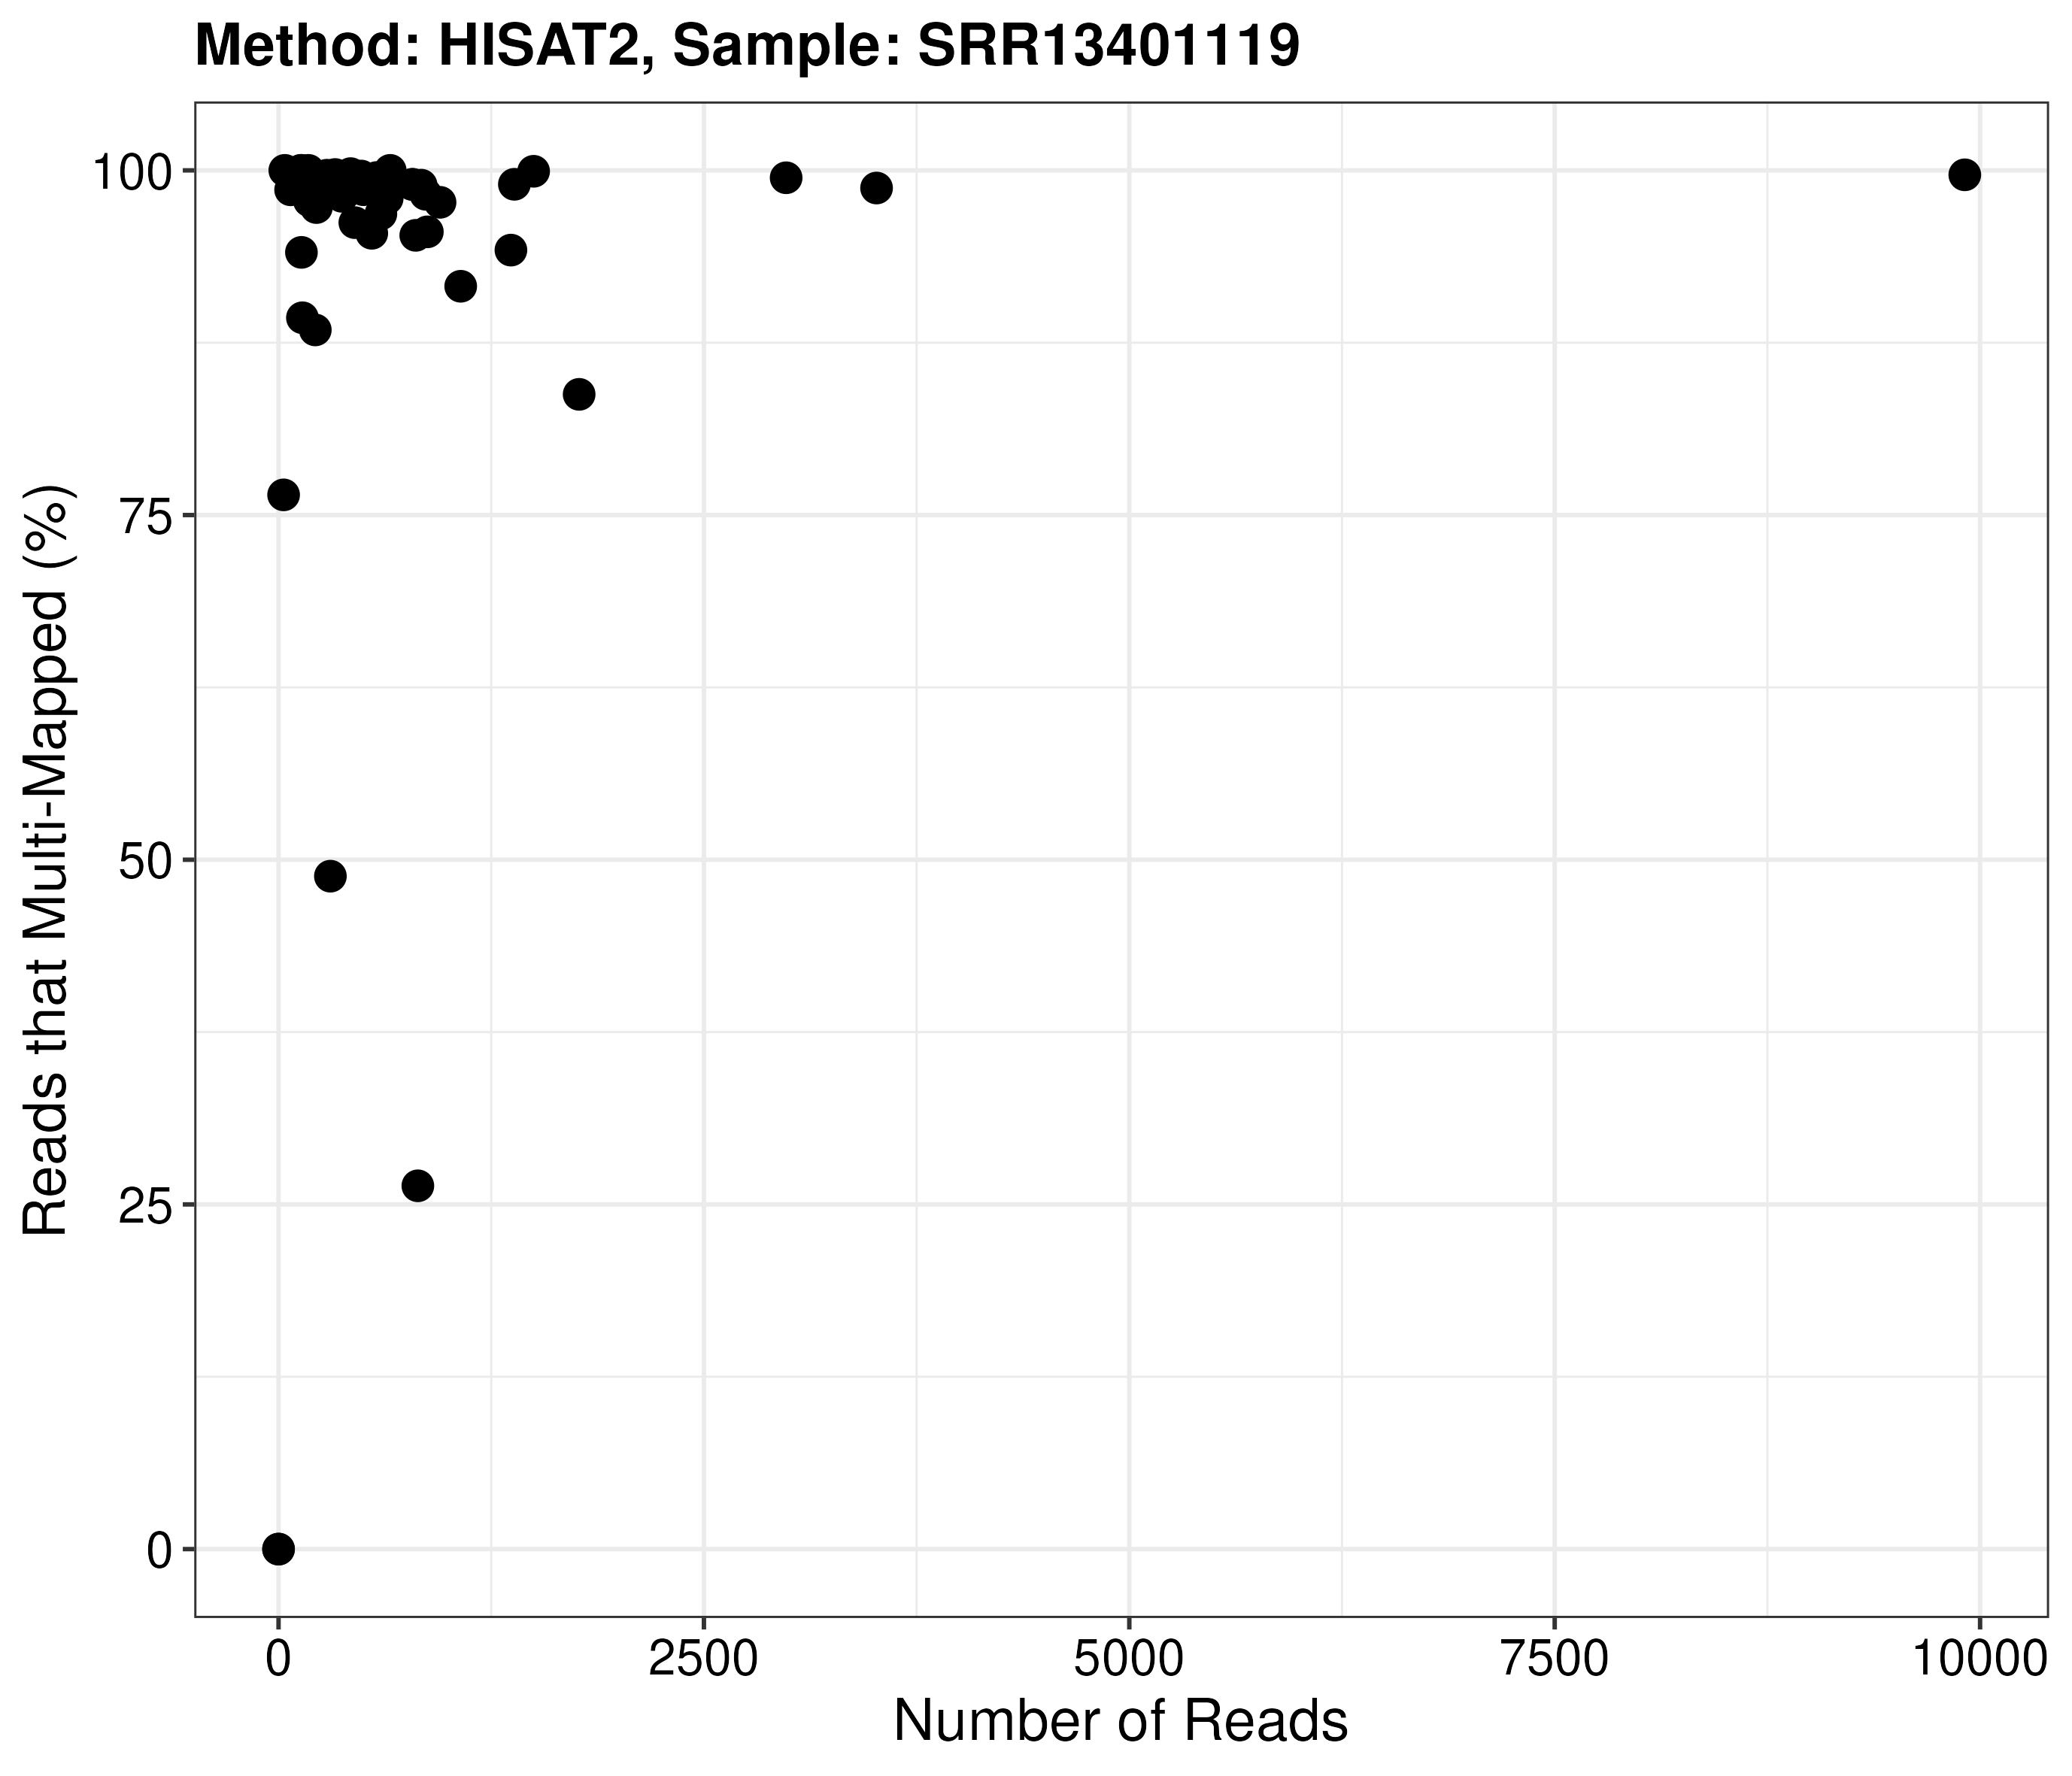 Method: HISAT2, Sample: SRR13401119
Reads that Multi-Mapped (%)
100
75
50
25
0
0 2500 5000 7500 10000
Number of Reads